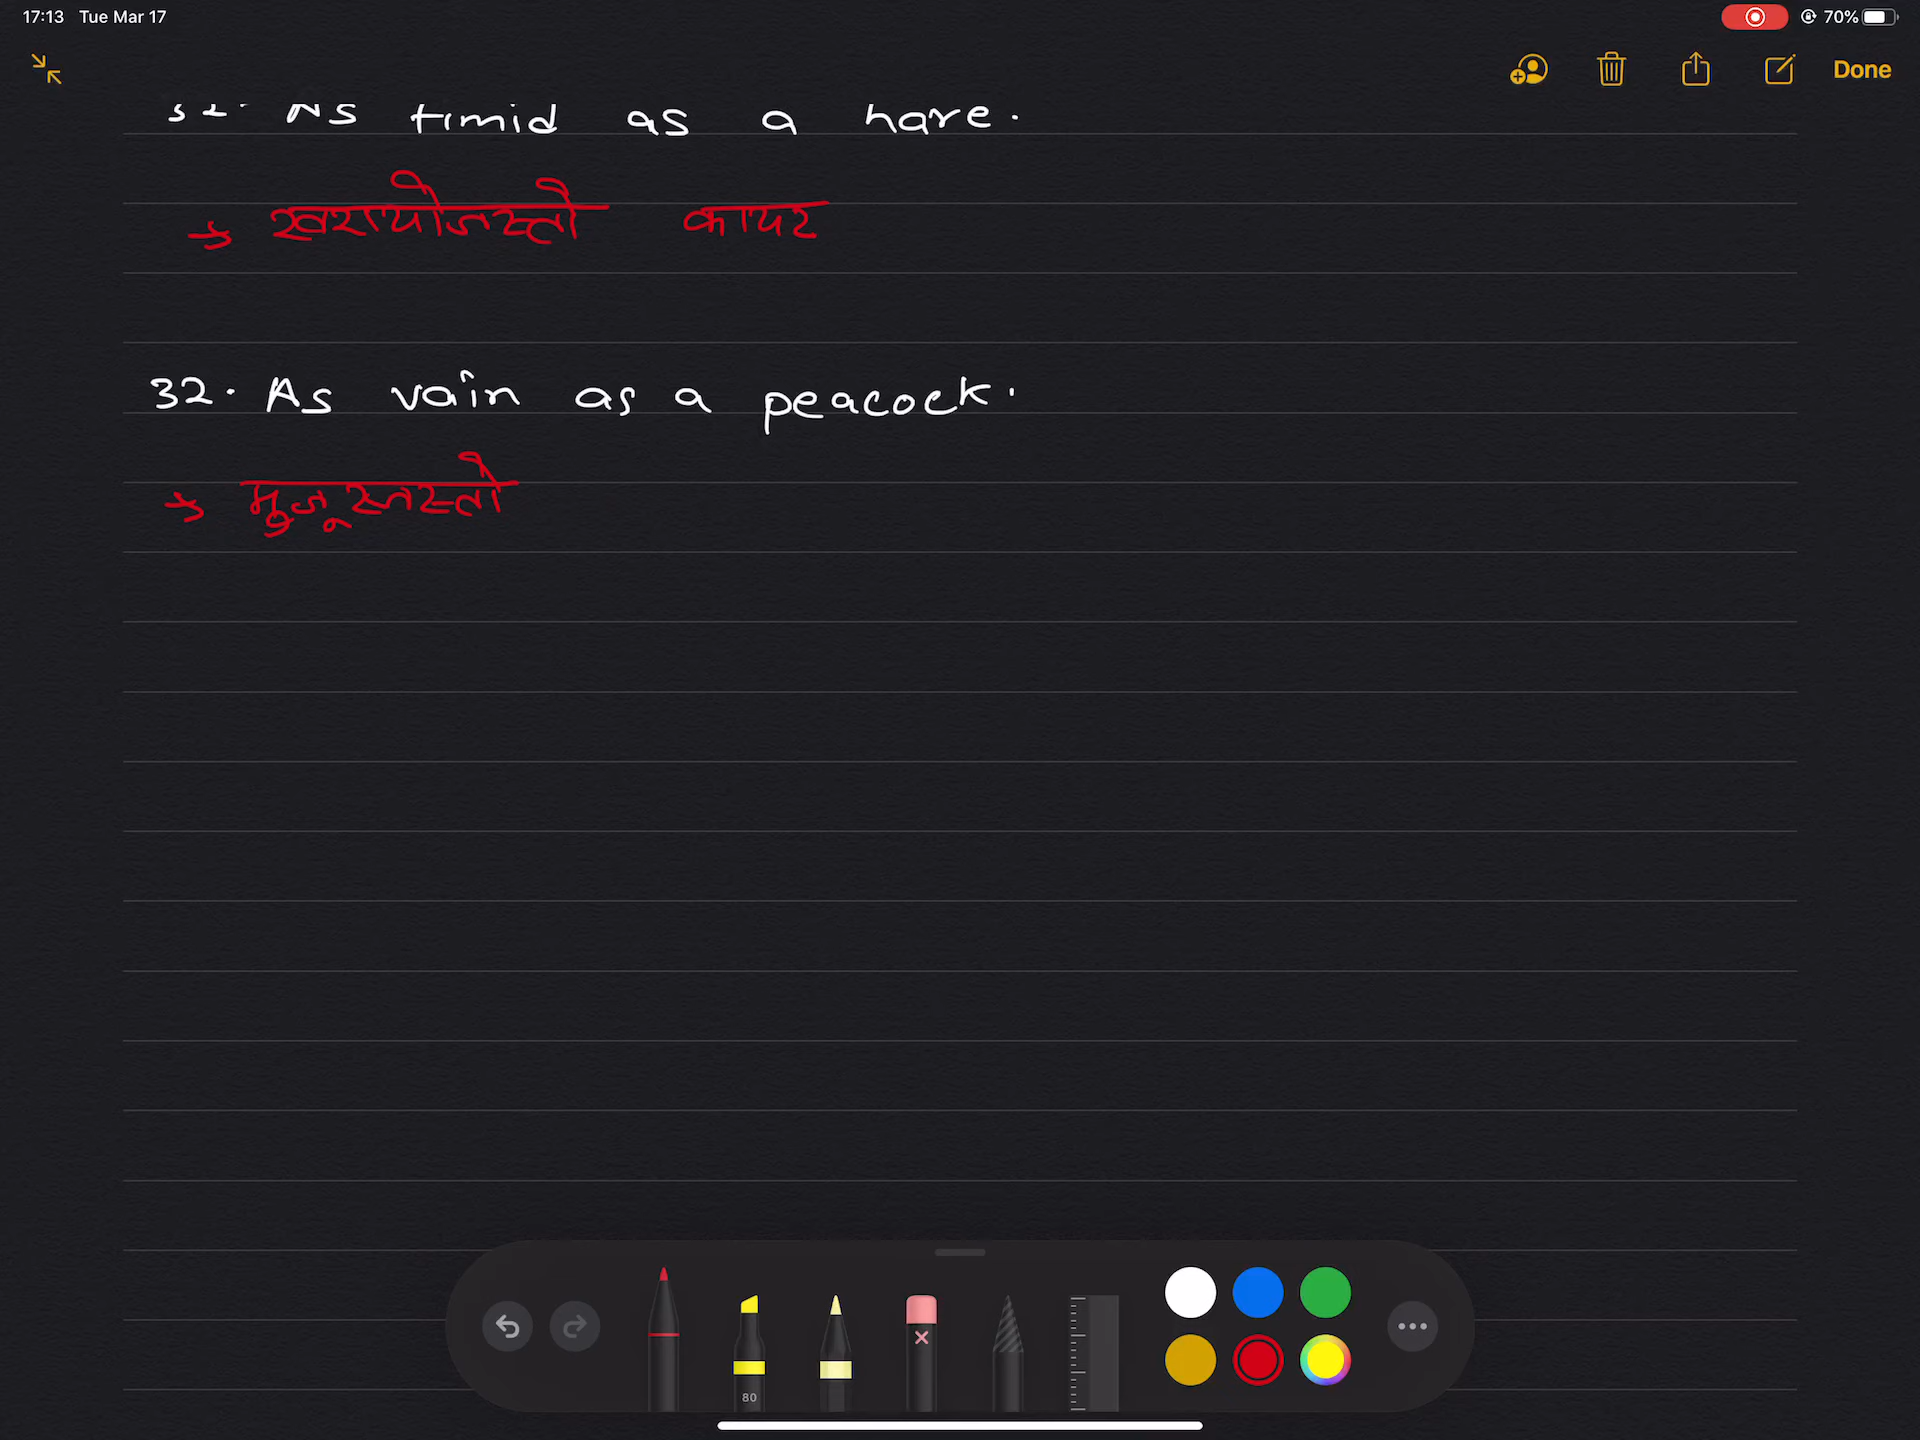 17:13 Tue Mar 17 70%
Done
As timid as a hare.
→ खरायोजस्तो कायर
32. As vain as a peacock.
→ मुजूरजस्तो
80